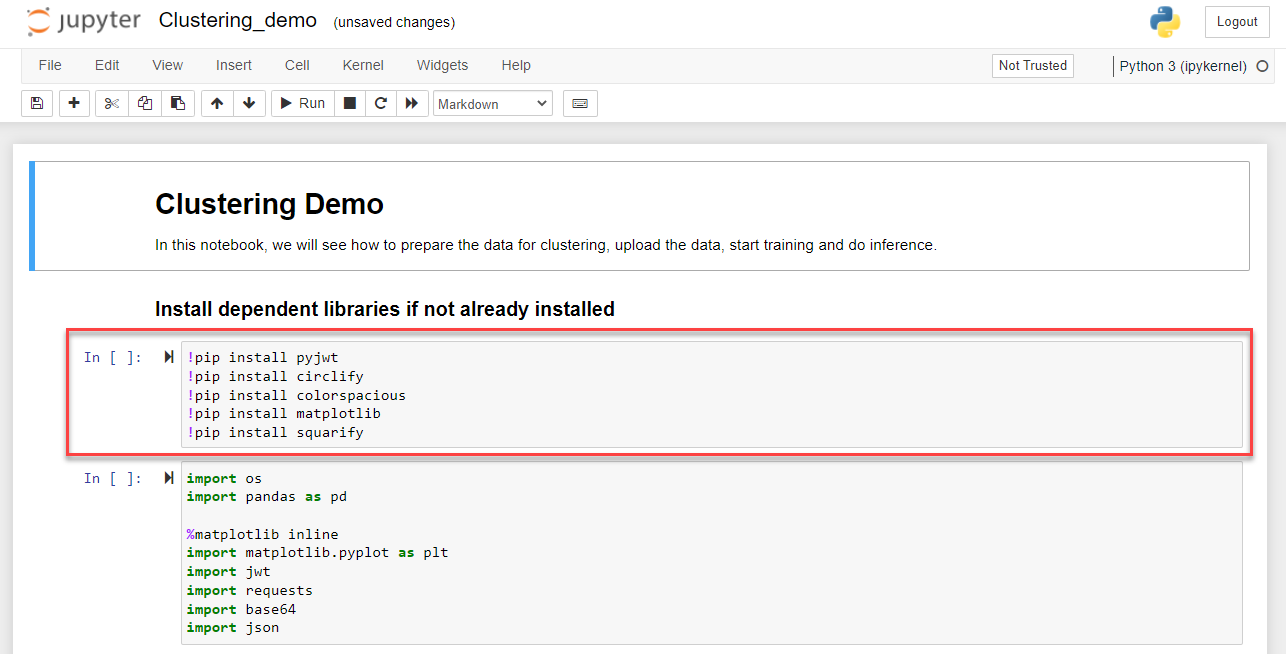 jupyter Clustering_demo (unsaved changes) Logout
File Edit View Insert Cell Kernel Widgets Help Not Trusted Python 3 (ipykernel)
Run Markdown
Clustering Demo
In this notebook, we will see how to prepare the data for clustering, upload the data, start training and do inference.
Install dependent libraries if not already installed
In [ ]: !pip install pyjwt
!pip install circlify
!pip install colorspacious
!pip install matplotlib
!pip install squarify
In [ ]: import os
import pandas as pd
%matplotlib inline
import matplotlib.pyplot as plt
import jwt
import requests
import base64
import json